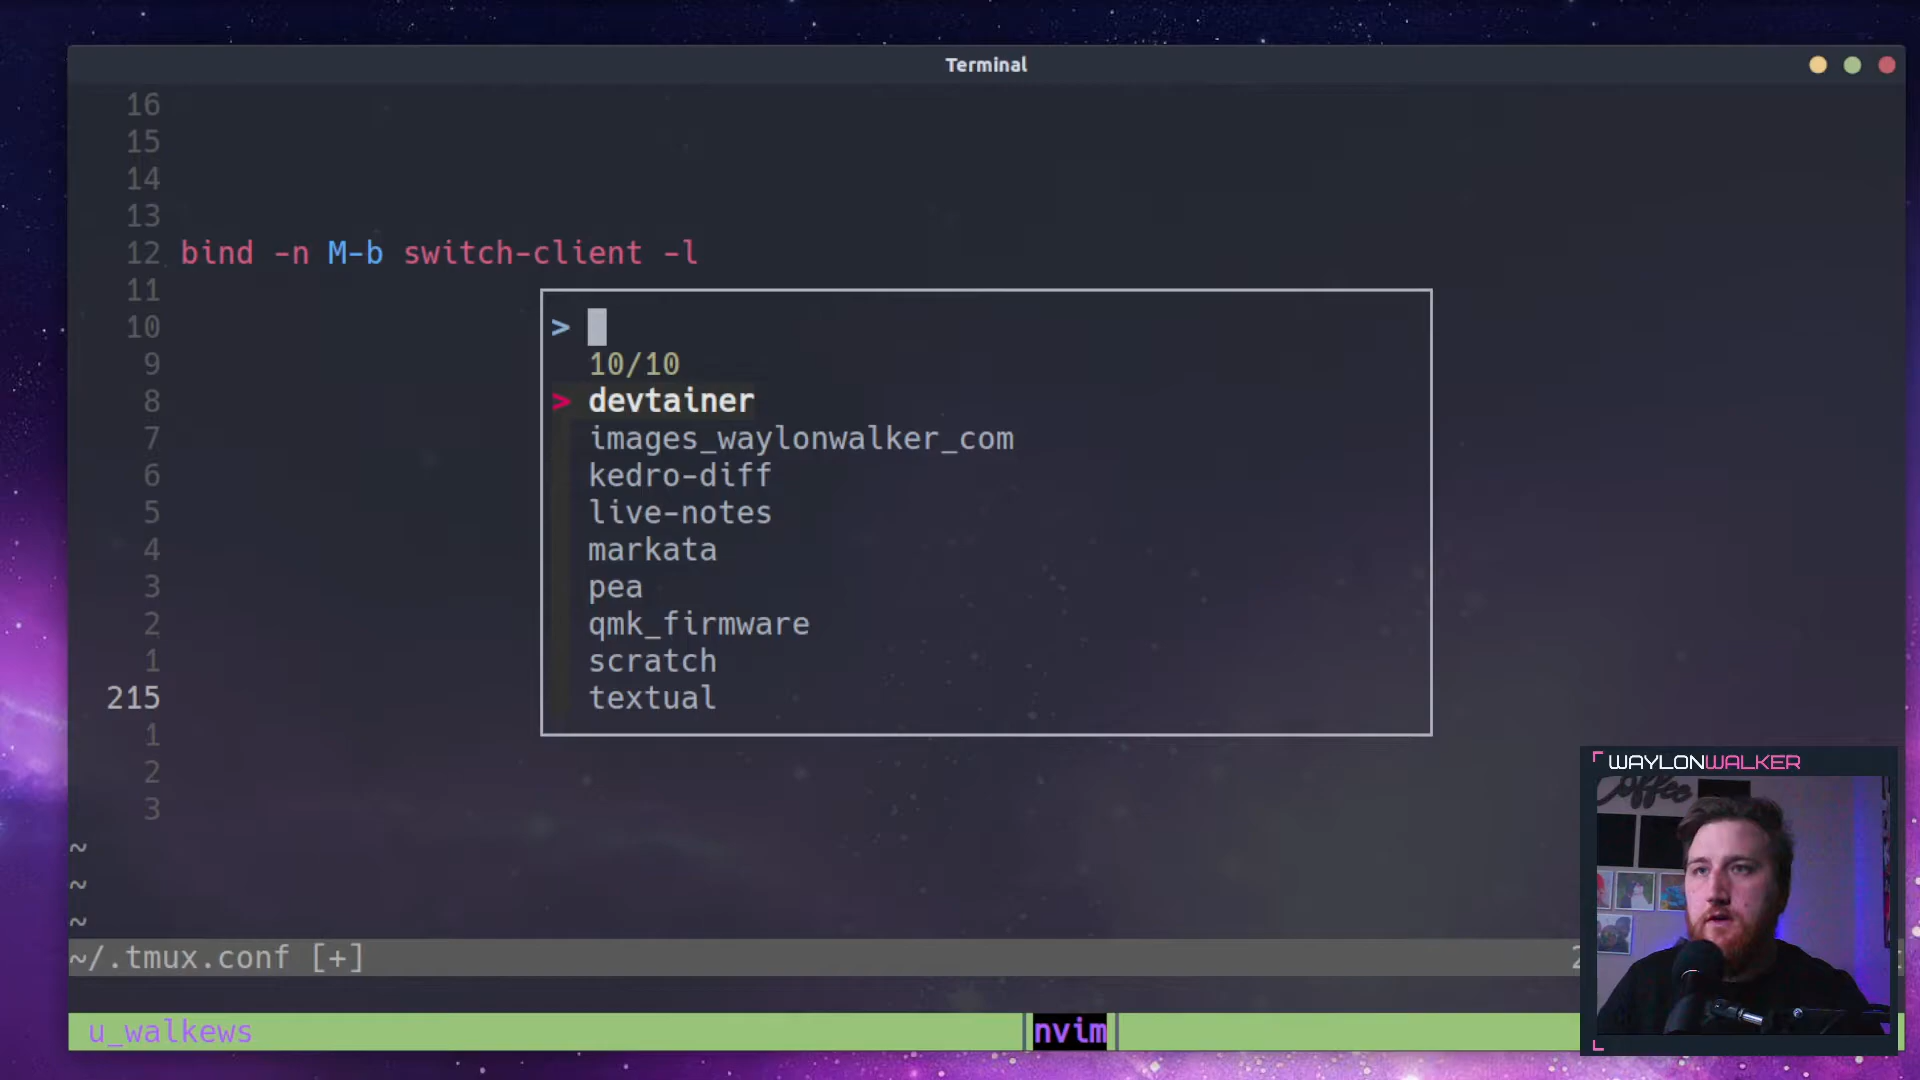 Terminal
16
15
14
13
12 bind -n M-b switch-client -l
11
10
9
8
7
6
5
4
3
2
1
215
1
2
3
~
~
~
>
10/10
> devtainer
images_waylonwalker_com
kedro-diff
live-notes
markata
pea
qmk_firmware
scratch
textual
WAYLONWALKER
Coffee
~/.tmux.conf [+]
u_walkews
nvim